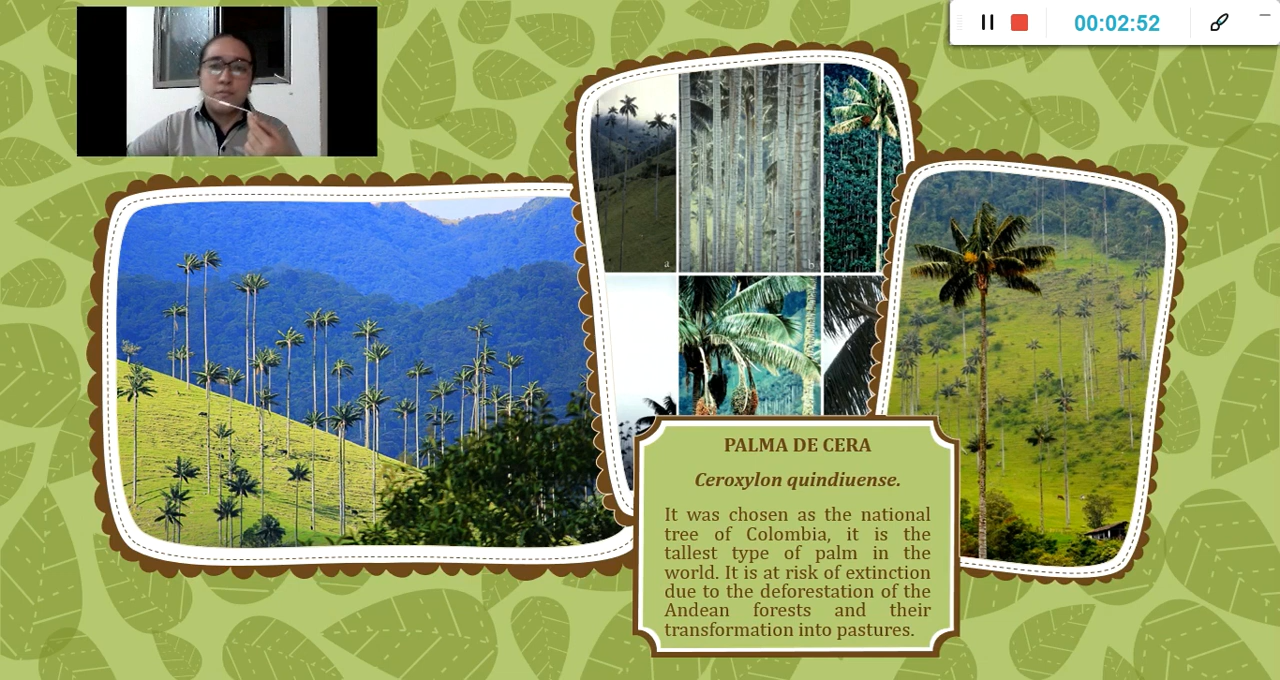 00:02:52
a
b
PALMA DE CERA
Ceroxylon quindiuense.
It was chosen as the national
tree of Colombia, it is the
tallest type of palm in the
world. It is at risk of extinction
due to the deforestation of the
Andean forests and their
transformation into pastures.